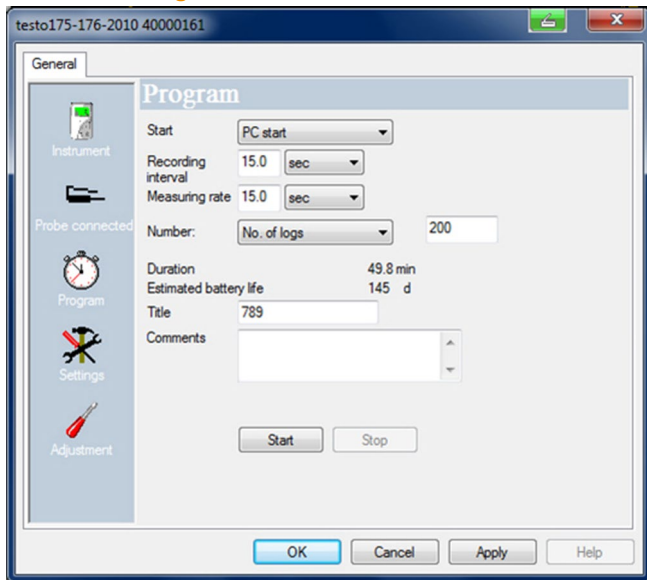 testo175-176-2010 40000161
General
Instrument
Probe connected
Program
Settings
Adjustment
Program
Start PC start
Recording interval 15.0 sec
Measuring rate 15.0 sec
Number: No. of logs 200
Duration 49.8 min
Estimated battery life 145 d
Title 789
Comments
Start Stop
OK Cancel Apply Help